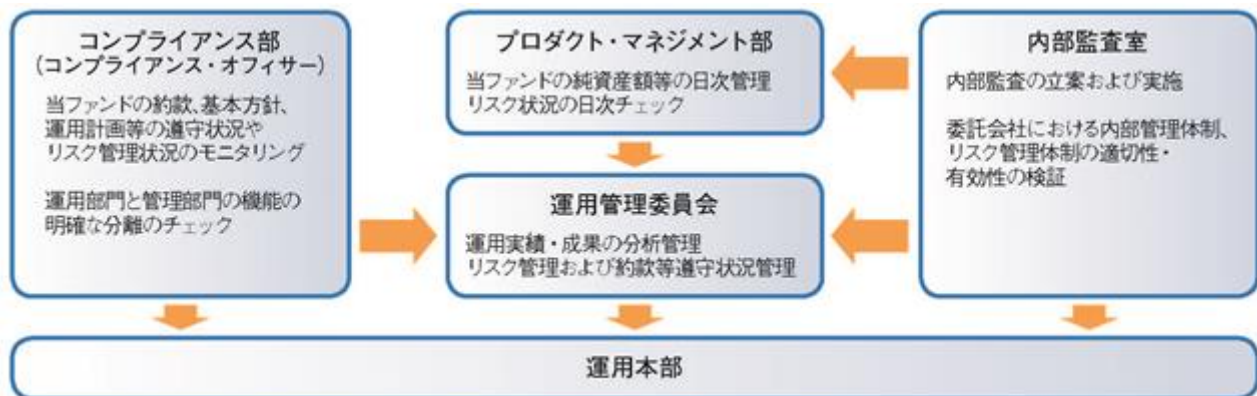 コンプライアンス部
(コンプライアンス・オフィサー)
当ファンドの約款、基本方針、
運用計画等の遵守状況や
リスク管理状況のモニタリング
運用部門と管理部門の機能の
明確な分離のチェック
プロダクト・マネジメント部
当ファンドの純資産額等の日次管理
リスク状況の日次チェック
運用管理委員会
運用実績・成果の分析管理
リスク管理および約款等遵守状況管理
内部監査室
内部監査の立案および実施
委託会社における内部管理体制、
リスク管理体制の適切性・
有効性の検証
運用本部